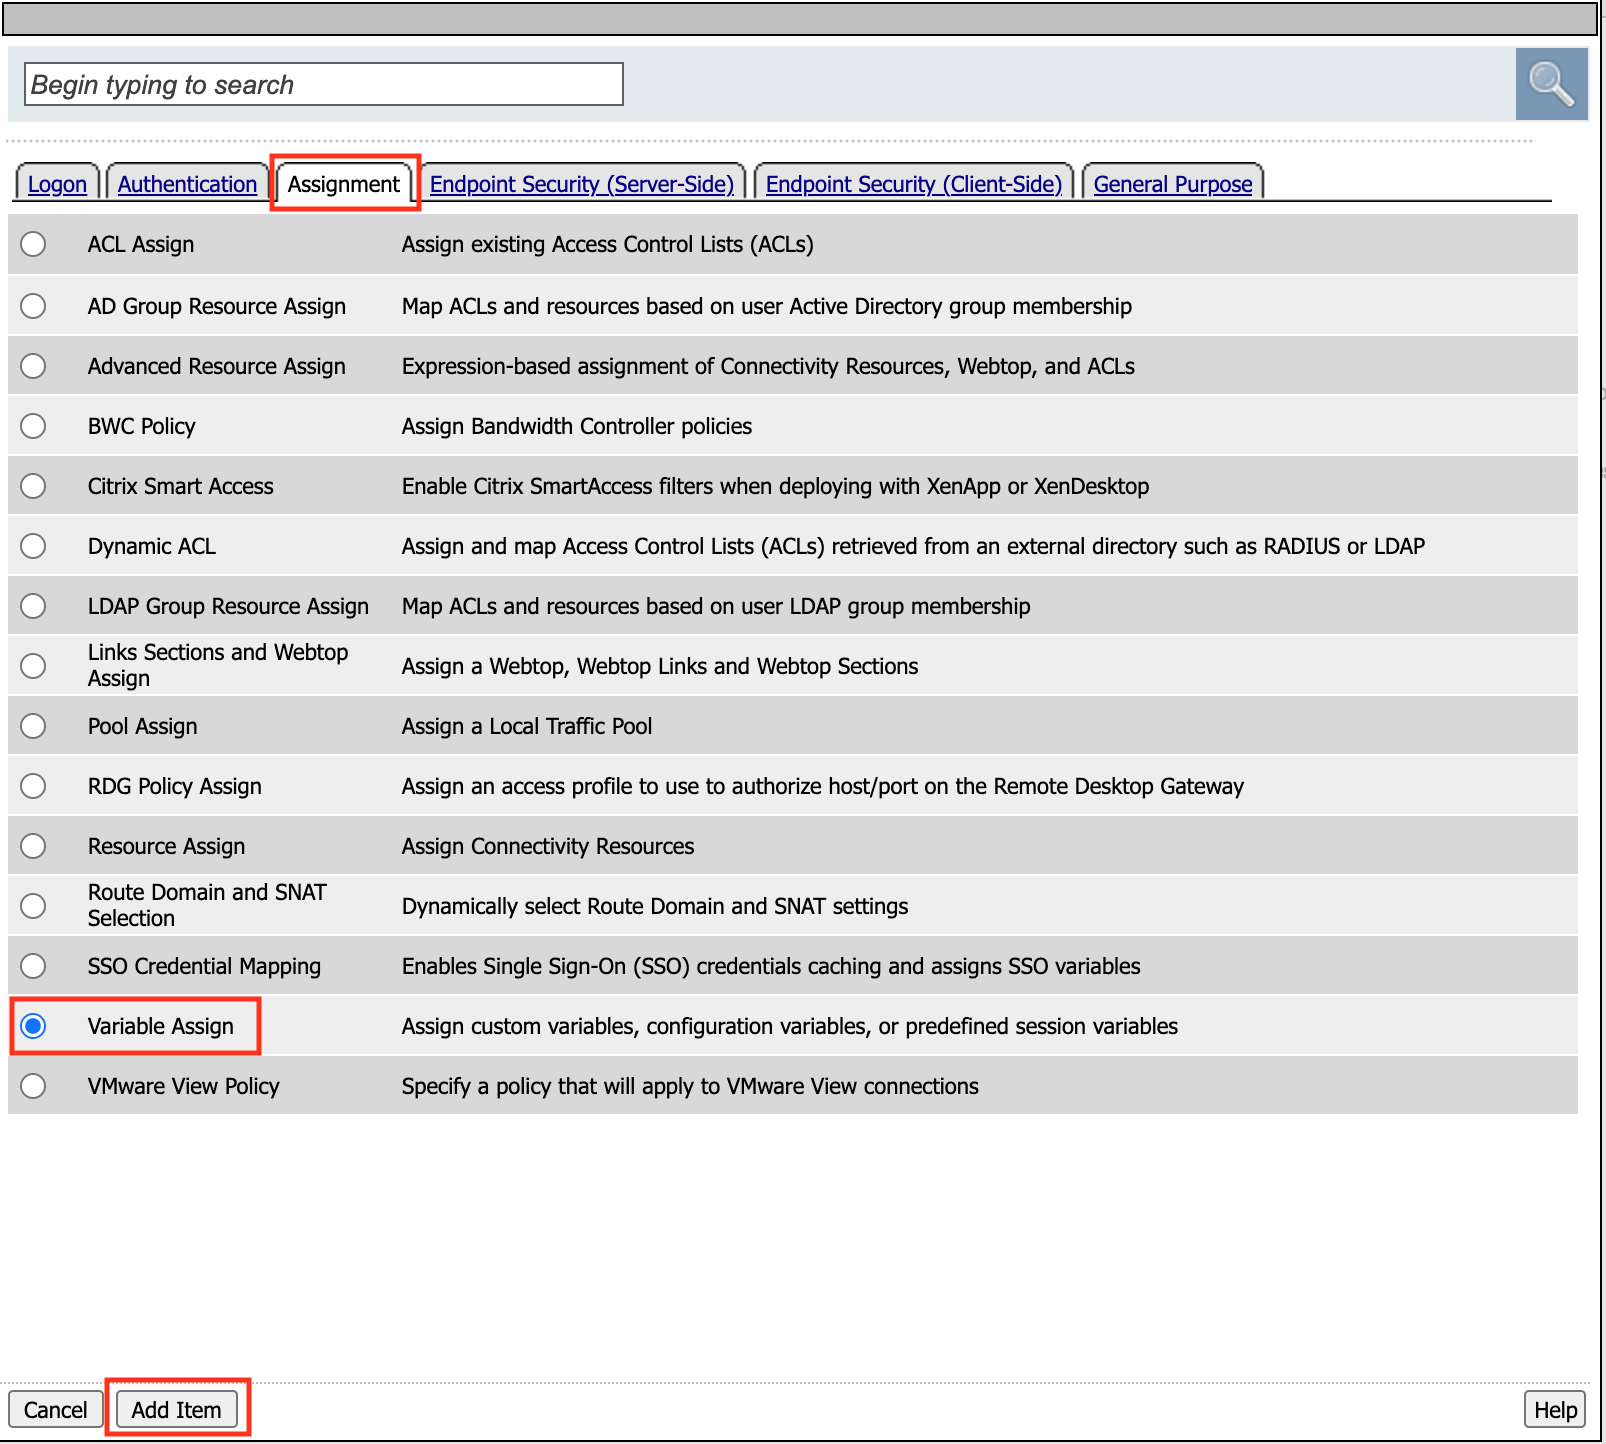 Begin typing to search
Logon Authentication Assignment Endpoint Security (Server-Side) Endpoint Security (Client-Side) General Purpose
ACL Assign Assign existing Access Control Lists (ACLs)
AD Group Resource Assign Map ACLs and resources based on user Active Directory group membership
Advanced Resource Assign Expression-based assignment of Connectivity Resources, Webtop, and ACLs
BWC Policy Assign Bandwidth Controller policies
Citrix Smart Access Enable Citrix SmartAccess filters when deploying with XenApp or XenDesktop
Dynamic ACL Assign and map Access Control Lists (ACLs) retrieved from an external directory such as RADIUS or LDAP
LDAP Group Resource Assign Map ACLs and resources based on user LDAP group membership
Links Sections and Webtop
Assign
Assign a Webtop, Webtop Links and Webtop Sections
Pool Assign Assign a Local Traffic Pool
RDG Policy Assign Assign an access profile to use to authorize host/port on the Remote Desktop Gateway
Resource Assign Assign Connectivity Resources
Route Domain and SNAT
Selection
Dynamically select Route Domain and SNAT settings
SSO Credential Mapping Enables Single Sign-On (SSO) credentials caching and assigns SSO variables
Variable Assign Assign custom variables, configuration variables, or predefined session variables
VMware View Policy Specify a policy that will apply to VMware View connections
Cancel Add Item Help